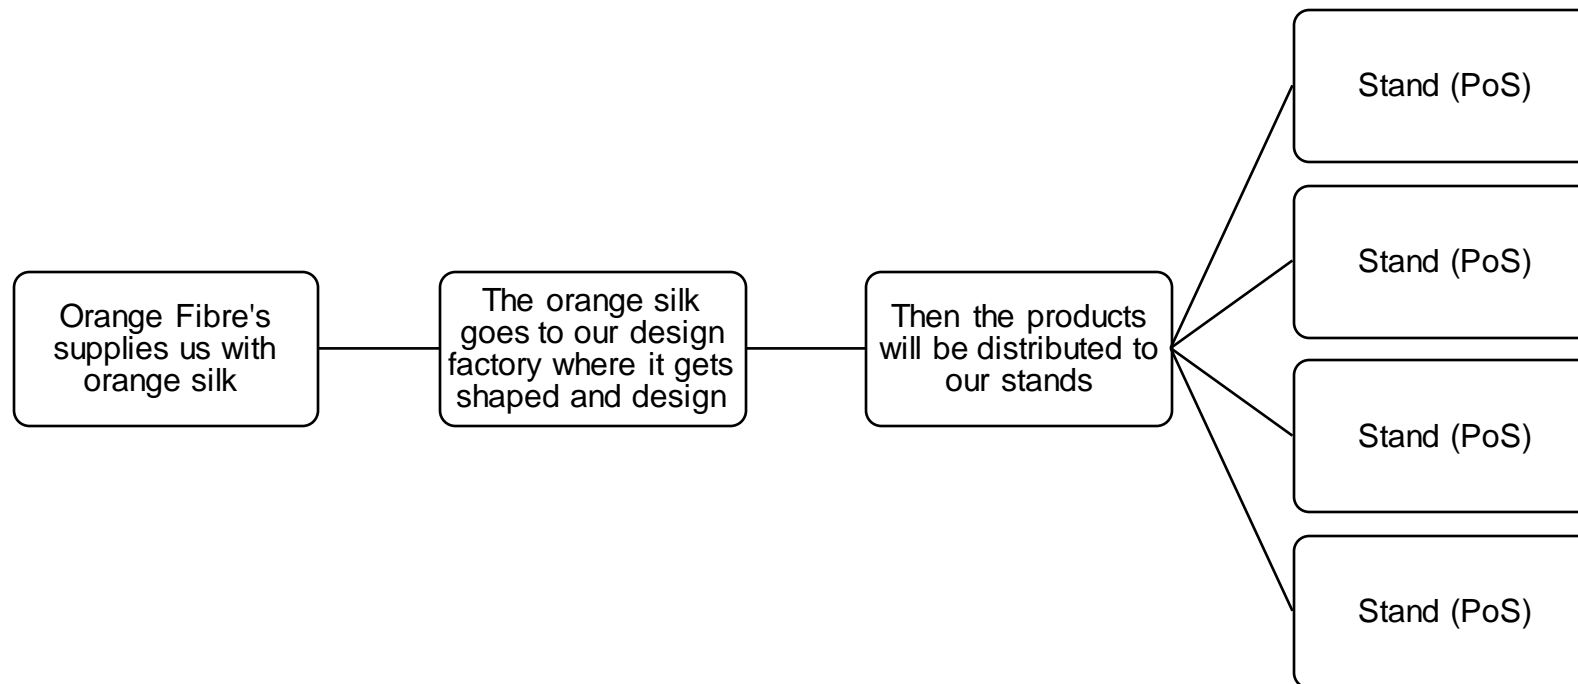 Orange Fibre's
supplies us with
orange silk
The orange silk
goes to our design
factory where it gets
shaped and design
Then the products
will be distributed to
our stands
Stand (PoS)
Stand (PoS)
Stand (PoS)
Stand (PoS)